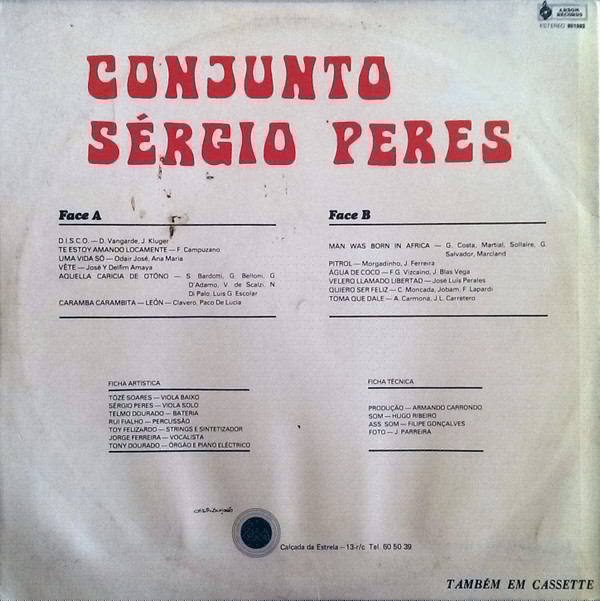 ORION
RECORDS
ESTEREO
CONJUNTO
SÉRGIO PERES
Face A
D.I.S.C.O. — D. Vangarde, J. Kluger
TE ESTOY AMANDO LOCAMENTE — F. Campuzano
UMA VIDA SÓ — Odair José, Ana Maria
VÊTE — José Y Delfim Amaya
AQUELLA CARICIA DE OTÓNO — S. Bardotti, G. Belloni, G.
D'Adamo, V. de Scalzi, N
Di Palo, Luis G. Escolar
CARAMBA CARAMBITA — LEÓN — Clavero, Paco De Lucia
Face B
MAN WAS BORN IN AFRICA — G. Costa, Martial, Sollaire, G.
Salvador, Marcland
PITROL — Morgadinho, J. Ferreira
ÁGUA DE COCO — F.G. Vizcaino, J. Blas Vega
VELERO LLAMADO LIBERTAD — José Luis Perales
QUIERO SER FELIZ — C. Moncada, Jobam, F. Lapardi
TOMA QUE DALE — A. Carmona, J.L. Carretero
FICHA ARTÍSTICA
TOZÉ SOARES — VIOLA BAIXO
SÉRGIO PERES — VIOLA SOLO
TELMO DOURADO — BATERIA
RUI FIALHO — PERCUSSÃO
TOY FELIZARDO — STRINGS E SINTETIZADOR
JORGE FERREIRA — VOCALISTA
TONY DOURADO — ÓRGÃO E PIANO ELÉCTRICO
FICHA TÉCNICA
PRODUÇÃO — ARMANDO CARRONDO
SOM — HUGO RIBEIRO
ASS. SOM — FILIPE GONÇALVES
FOTO — J. PARREIRA
Calçada da Estrela — 13-r/c Tel. 60 50 39
TAMBÉM EM CASSETTE